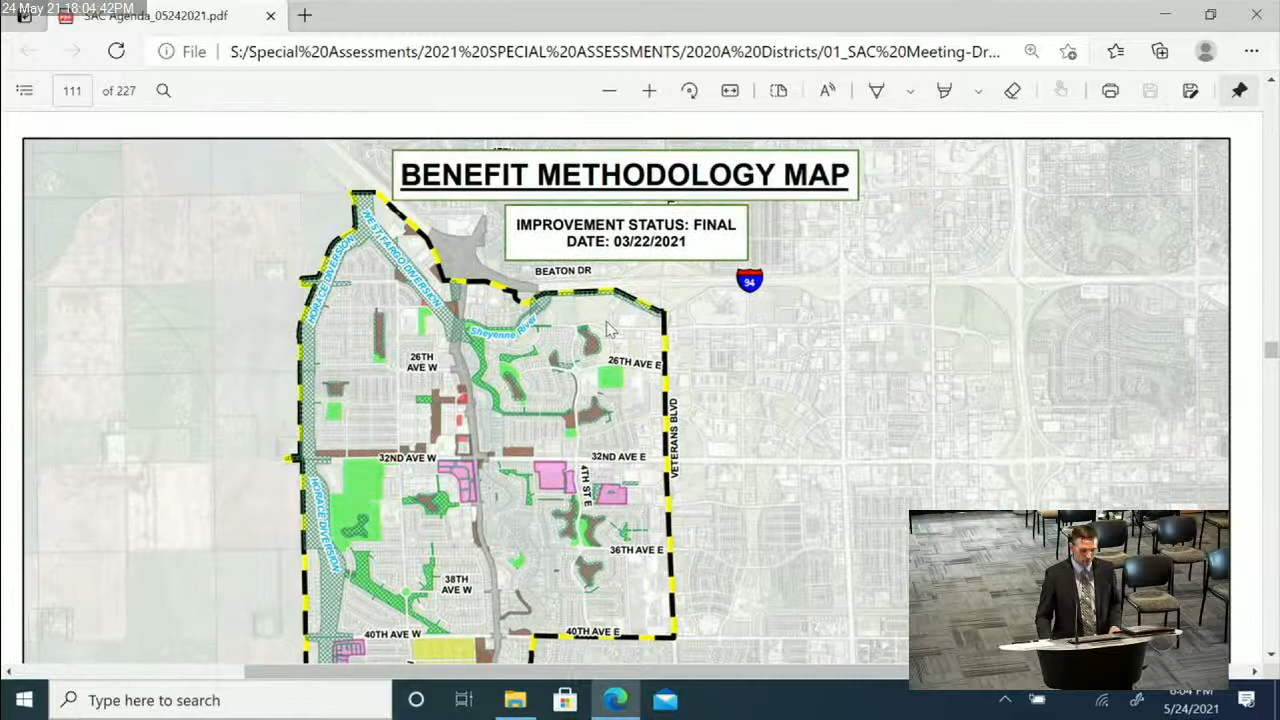 24 May 21 18:04:42PM
SAC Agenda_05242021.pdf
File
S:/Special%20Assessments/2021%20SPECIAL%20ASSESSMENTS/2020A%20Districts/01_SAC%20Meeting-Dr...
111 of 227
BENEFIT METHODOLOGY MAP
IMPROVEMENT STATUS: FINAL
DATE: 03/22/2021
BEATON DR
94
HORACE DIVERSION
WEST FARGO DIVERSION
Sheyenne River
26TH
AVE W
26TH AVE E
VETERANS BLVD
32ND AVE W
32ND AVE E
4TH ST E
HORACE DIVERSION
36TH AVE E
38TH
AVE W
40TH AVE W
40TH AVE E
Type here to search
6:04 PM
5/24/2021